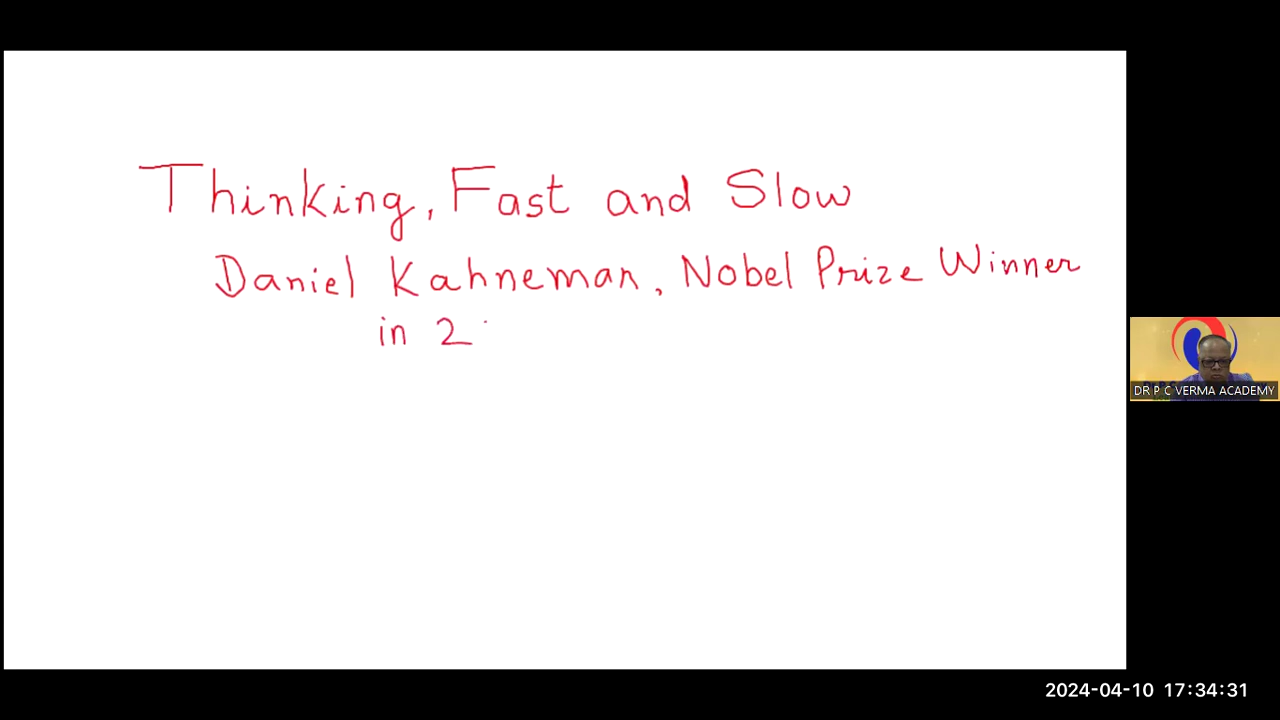 Thinking, Fast and Slow
Daniel Kahneman, Nobel Prize Winner
in 2
DR P C VERMA ACADEMY
2024-04-10 17:34:31